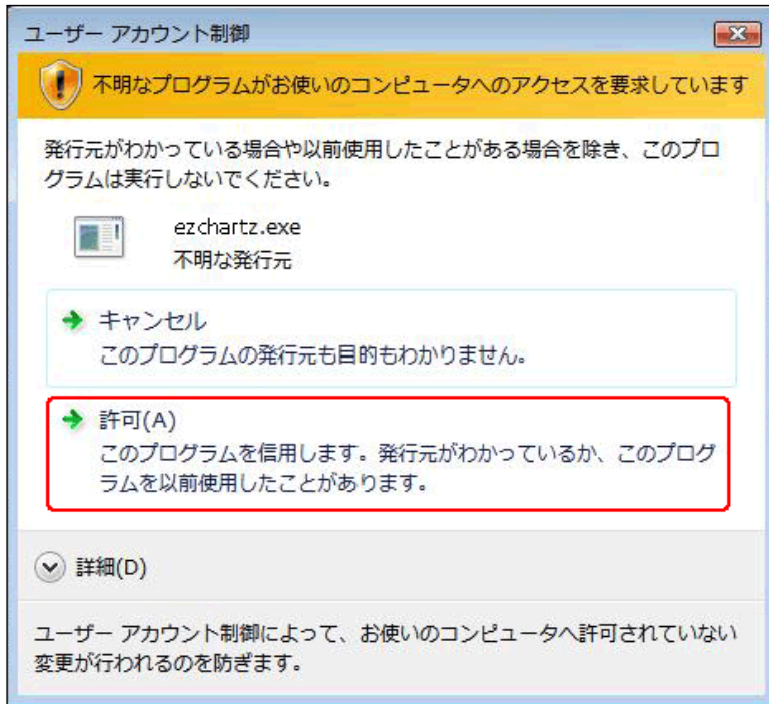 ユーザー アカウント制御
不明なプログラムがお使いのコンピュータへのアクセスを要求しています
発行元がわかっている場合や以前使用したことがある場合を除き、このプロ
グラムは実行しないでください。
ezchartz.exe
不明な発行元
キャンセル
このプログラムの発行元も目的もわかりません。
許可(A)
このプログラムを信用します。発行元がわかっているか、このプログ
ラムを以前使用したことがあります。
詳細(D)
ユーザー アカウント制御によって、お使いのコンピュータへ許可されていない
変更が行われるのを防ぎます。